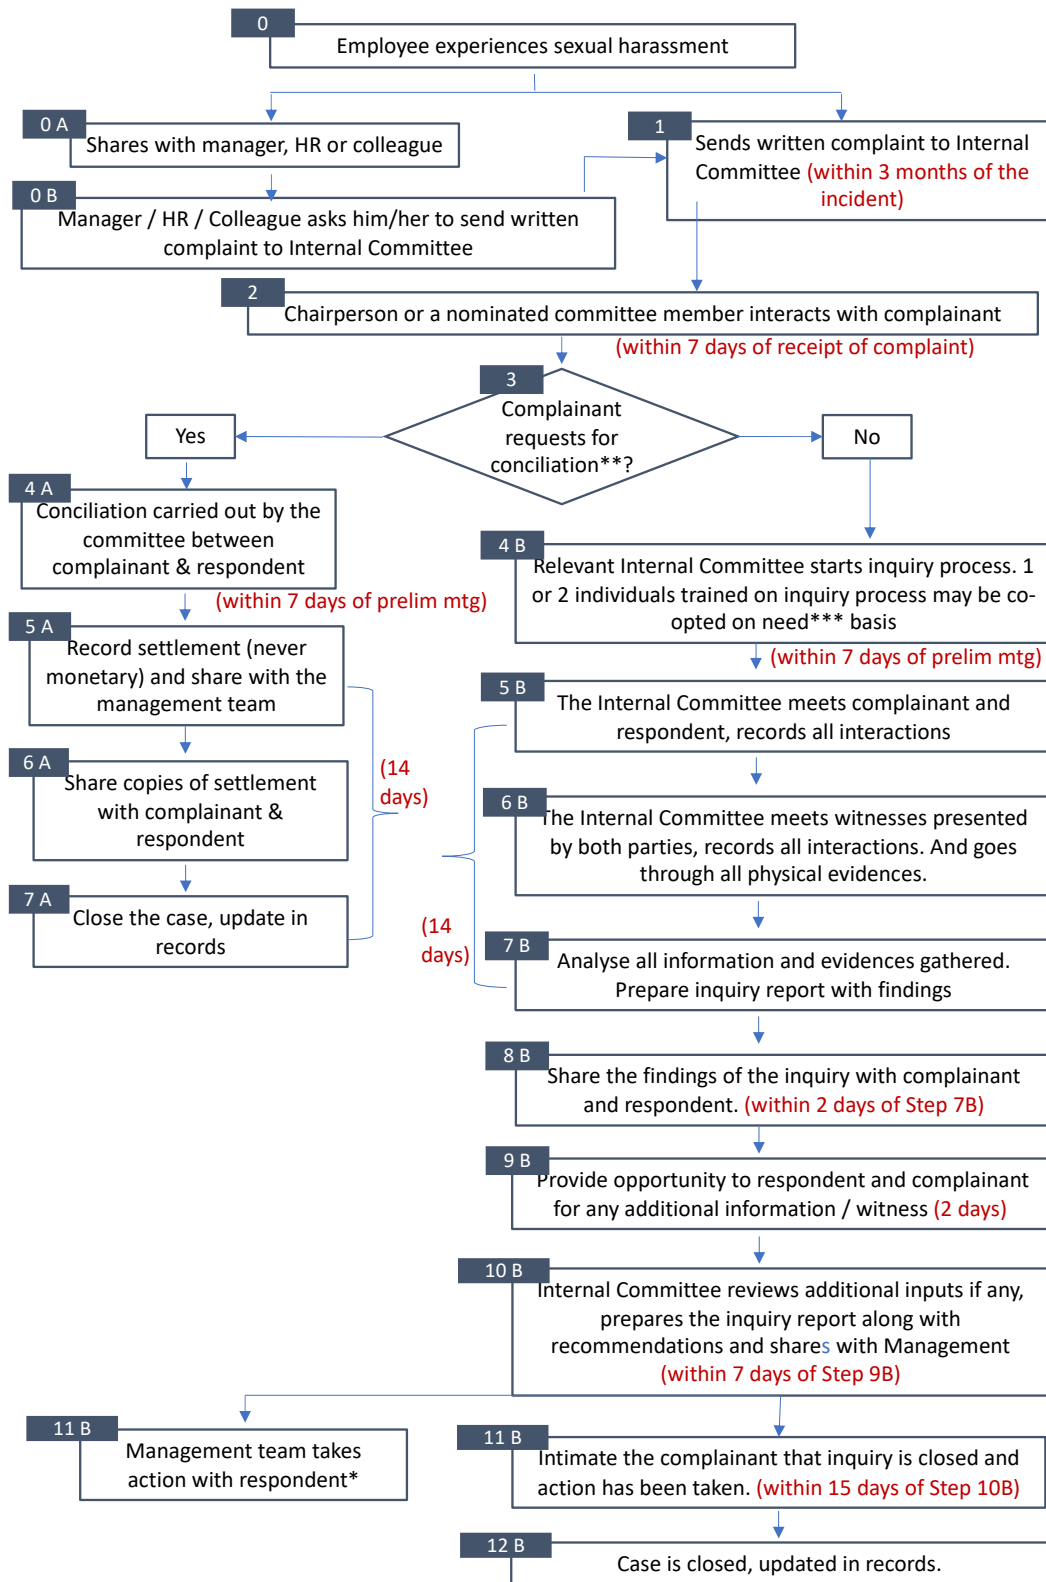 0
Employee experiences sexual harassment
0 A
Shares with manager, HR or colleague
1
Sends written complaint to Internal
Committee (within 3 months of the
incident)
0 B
Manager / HR / Colleague asks him/her to send written
complaint to Internal Committee
2
Chairperson or a nominated committee member interacts with complainant
(within 7 days of receipt of complaint)
3
Complainant
requests for
conciliation**?
Yes
No
4 A
Conciliation carried out by the
committee between
complainant & respondent
(within 7 days of prelim mtg)
5 A
Record settlement (never
monetary) and share with the
management team
6 A
Share copies of settlement
with complainant &
respondent
7 A
Close the case, update in
records
(14
days)
4 B
Relevant Internal Committee starts inquiry process. 1
or 2 individuals trained on inquiry process may be co-
opted on need*** basis
(within 7 days of prelim mtg)
5 B
The Internal Committee meets complainant and
respondent, records all interactions
6 B
The Internal Committee meets witnesses presented
by both parties, records all interactions. And goes
through all physical evidences.
(14
days)
7 B
Analyse all information and evidences gathered.
Prepare inquiry report with findings
8 B
Share the findings of the inquiry with complainant
and respondent. (within 2 days of Step 7B)
9 B
Provide opportunity to respondent and complainant
for any additional information / witness (2 days)
10 B
Internal Committee reviews additional inputs if any,
prepares the inquiry report along with
recommendations and shares with Management
(within 7 days of Step 9B)
11 B
Management team takes
action with respondent*
11 B
Intimate the complainant that inquiry is closed and
action has been taken. (within 15 days of Step 10B)
12 B
Case is closed, updated in records.